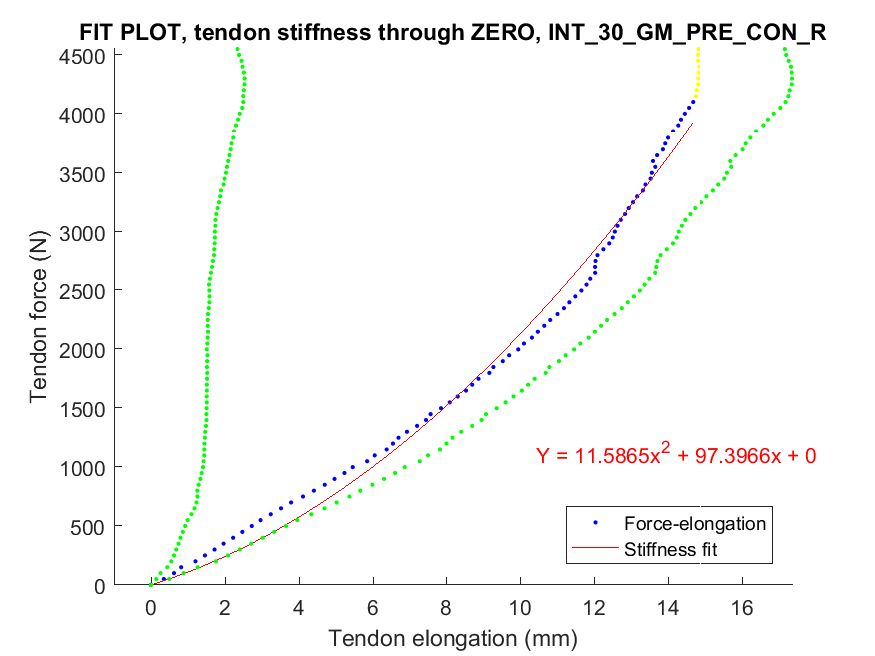 FIT PLOT, tendon stiffness through ZERO, INT_30_GM_PRE_CON_R
4500
4000
3500
3000
2500
2000
1500
1000
500
0
Tendon force (N)
Y = 11.5865x² + 97.3966x + 0
Force-elongation
Stiffness fit
0 2 4 6 8 10 12 14 16
Tendon elongation (mm)